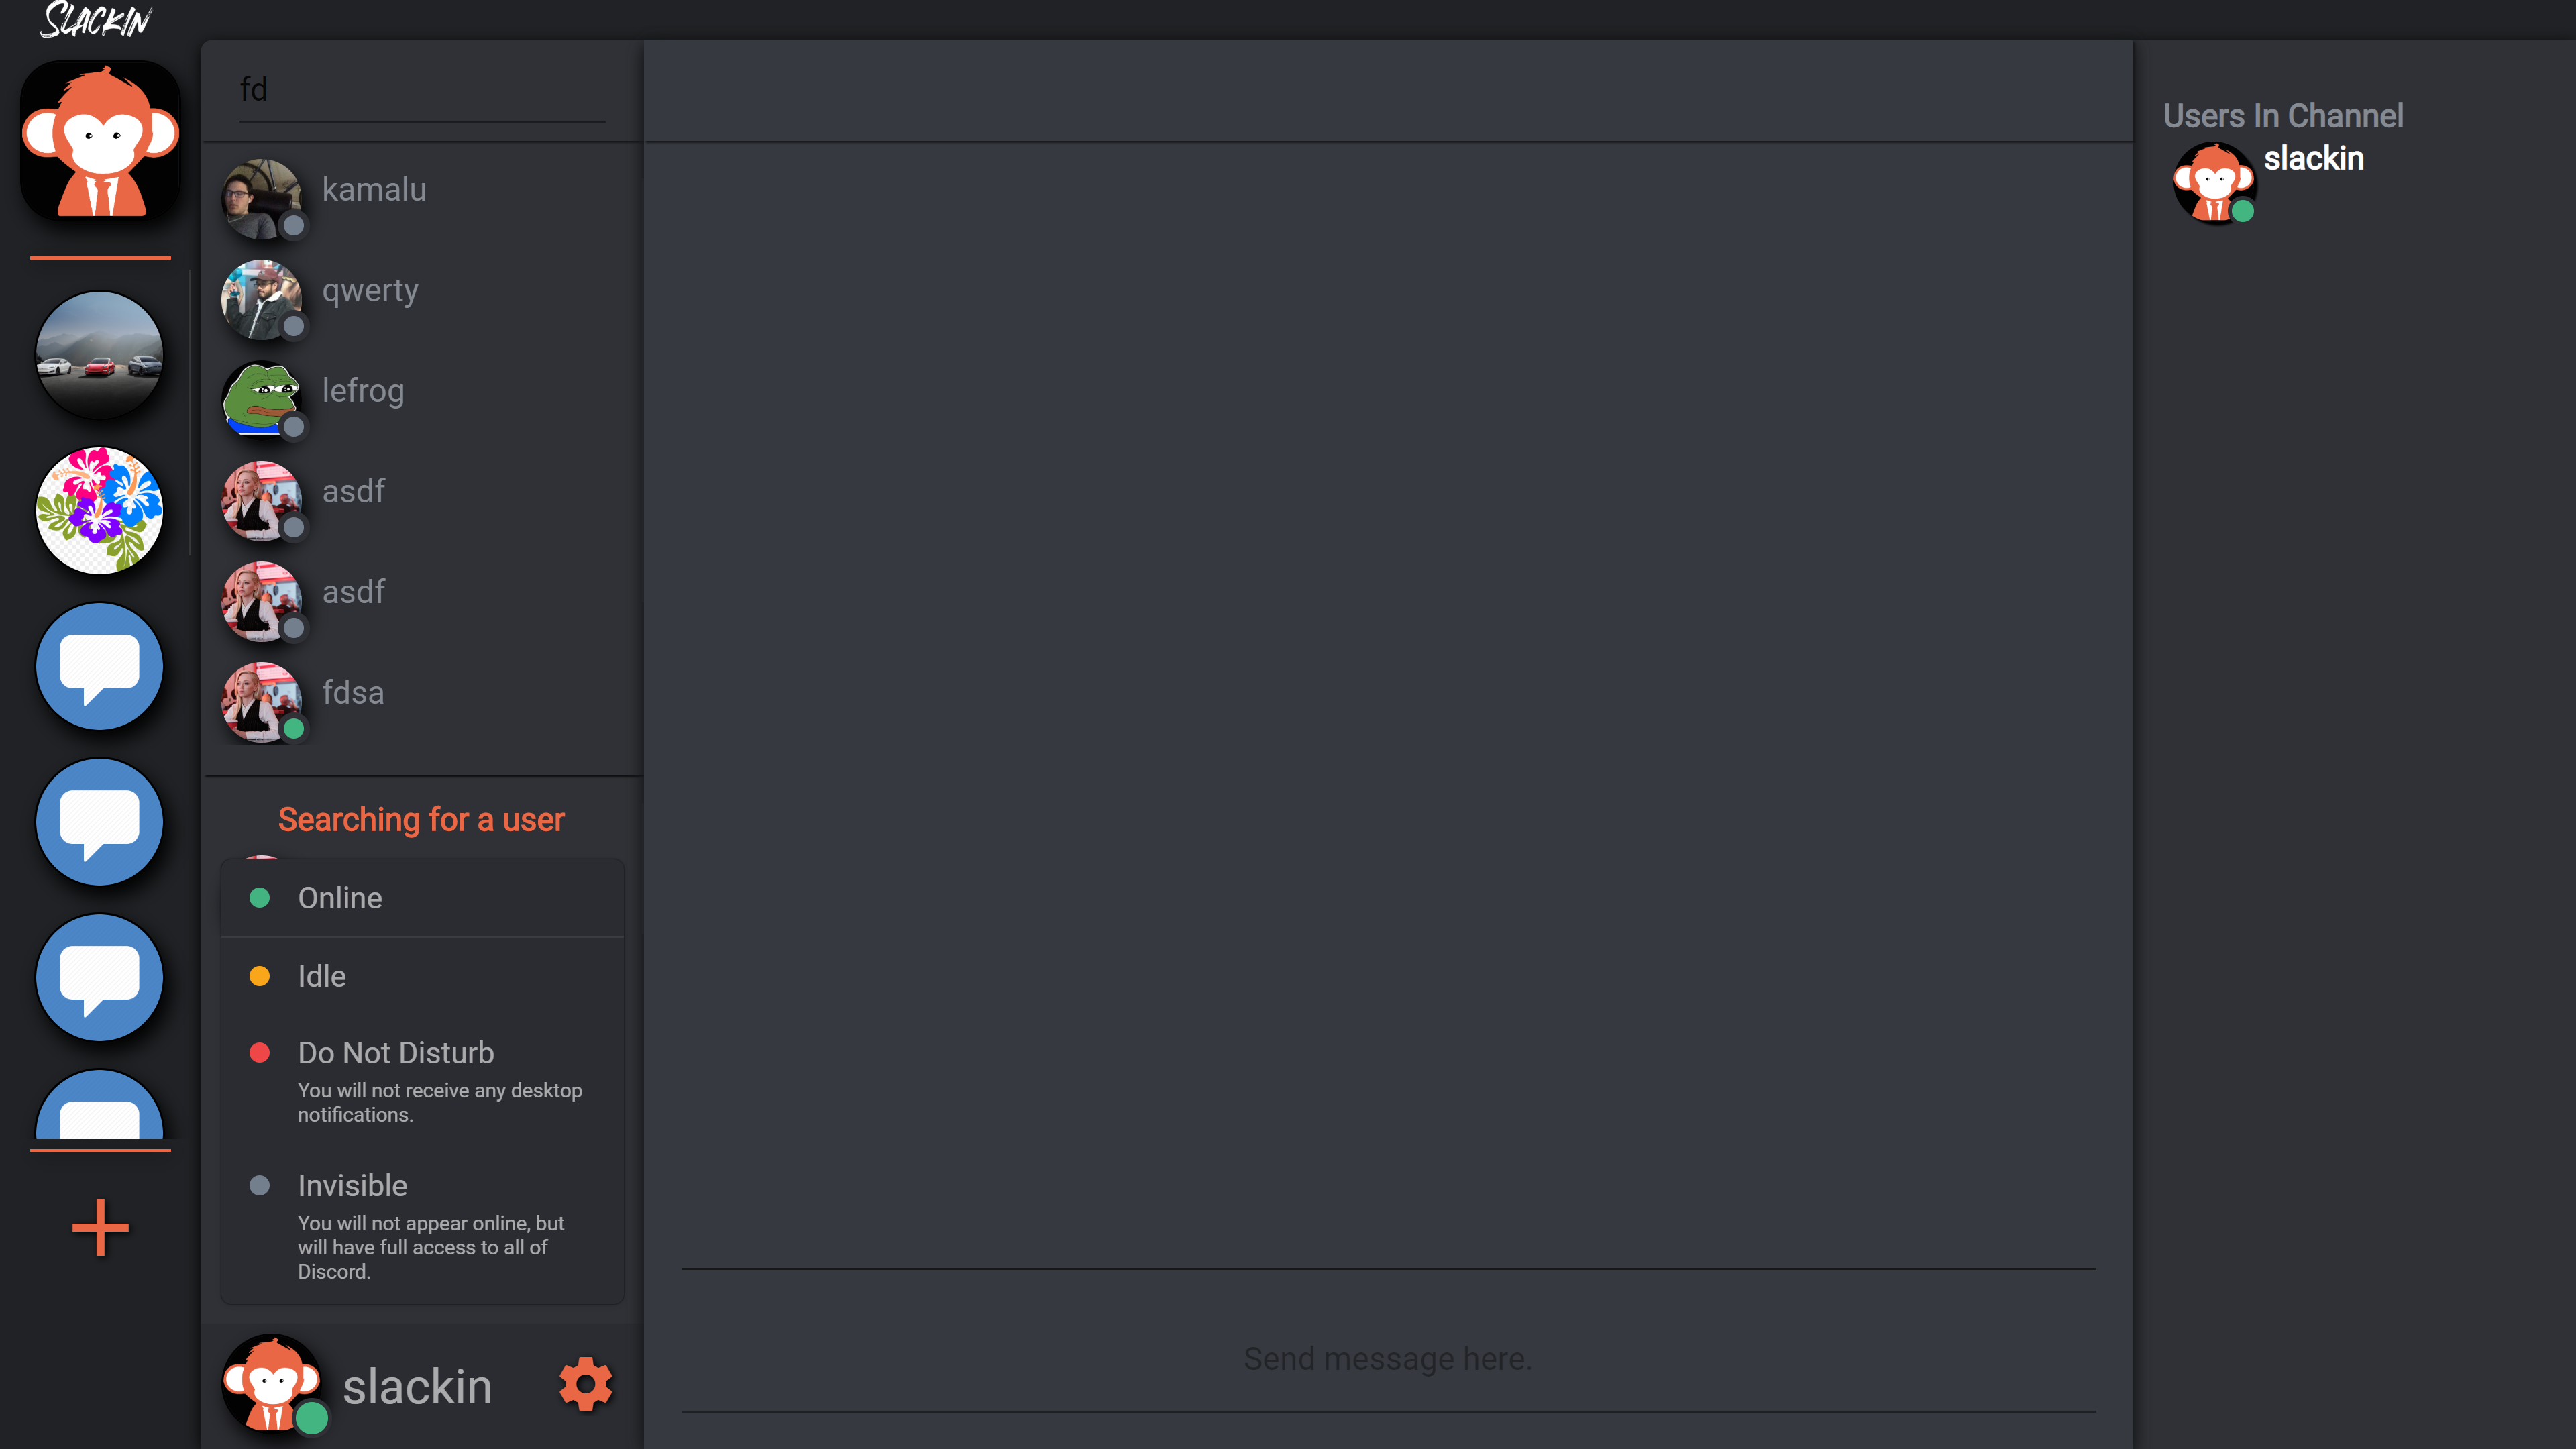 SLACKIN
fd
kamalu
qwerty
lefrog
asdf
asdf
fdsa
Searching for a user
Online
Idle
Do Not Disturb
You will not receive any desktop
notifications.
Invisible
You will not appear online, but
will have full access to all of
Discord.
slackin
Send message here.
Users In Channel
slackin